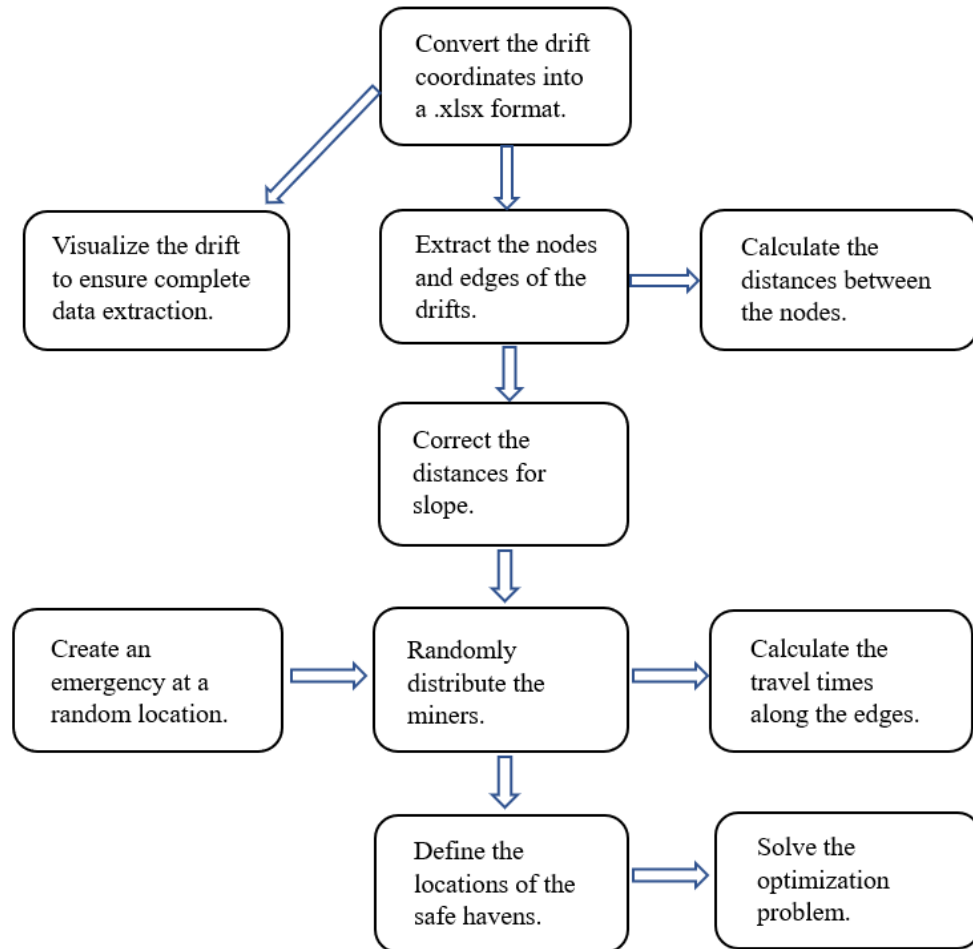 Convert the drift
coordinates into
a .xlsx format.
Visualize the drift
to ensure complete
data extraction.
Extract the nodes
and edges of the
drifts.
Calculate the
distances between
the nodes.
Correct the
distances for
slope.
Create an
emergency at a
random location.
Randomly
distribute the
miners.
Calculate the
travel times
along the edges.
Define the
locations of the
safe havens.
Solve the
optimization
problem.